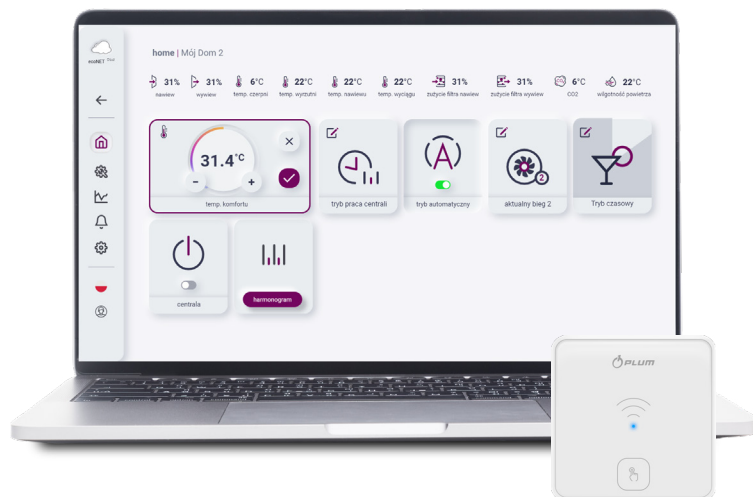 ecoNET Cloud
home | Mój Dom 2
31%
nawiew
31%
wywiew
6°C
temp. czerpni
22°C
temp. wyrzutni
22°C
temp. nawiewu
22°C
temp. wyciągu
31%
zużycie filtra nawiew
31%
zużycie filtra wywiew
6°C
CO2
22°C
wilgotność powietrza
31.4°C
temp. komfortu
tryb praca centrali
A
tryb automatyczny
2
aktualny bieg 2
Tryb czasowy
centrala
harmonogram
PLUM